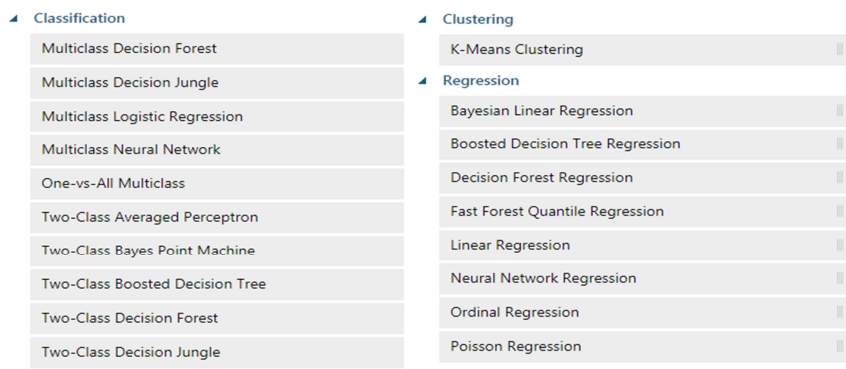 Classification
Multiclass Decision Forest
Multiclass Decision Jungle
Multiclass Logistic Regression
Multiclass Neural Network
One-vs-All Multiclass
Two-Class Averaged Perceptron
Two-Class Bayes Point Machine
Two-Class Boosted Decision Tree
Two-Class Decision Forest
Two-Class Decision Jungle
Clustering
K-Means Clustering
Regression
Bayesian Linear Regression
Boosted Decision Tree Regression
Decision Forest Regression
Fast Forest Quantile Regression
Linear Regression
Neural Network Regression
Ordinal Regression
Poisson Regression